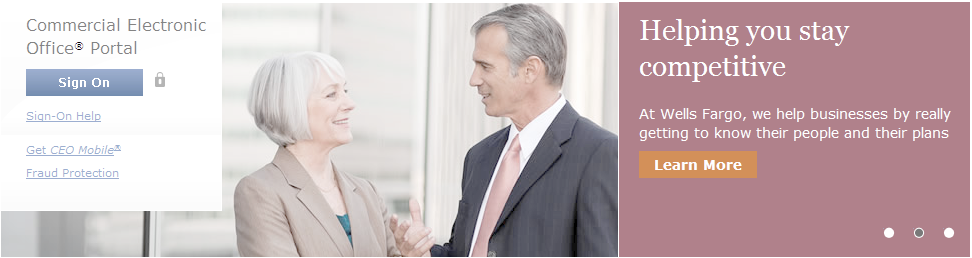 Commercial Electronic
Office® Portal
Sign On
Sign-On Help
Get CEO Mobile®
Fraud Protection
Helping you stay
competitive
At Wells Fargo, we help businesses by really
getting to know their people and their plans
Learn More